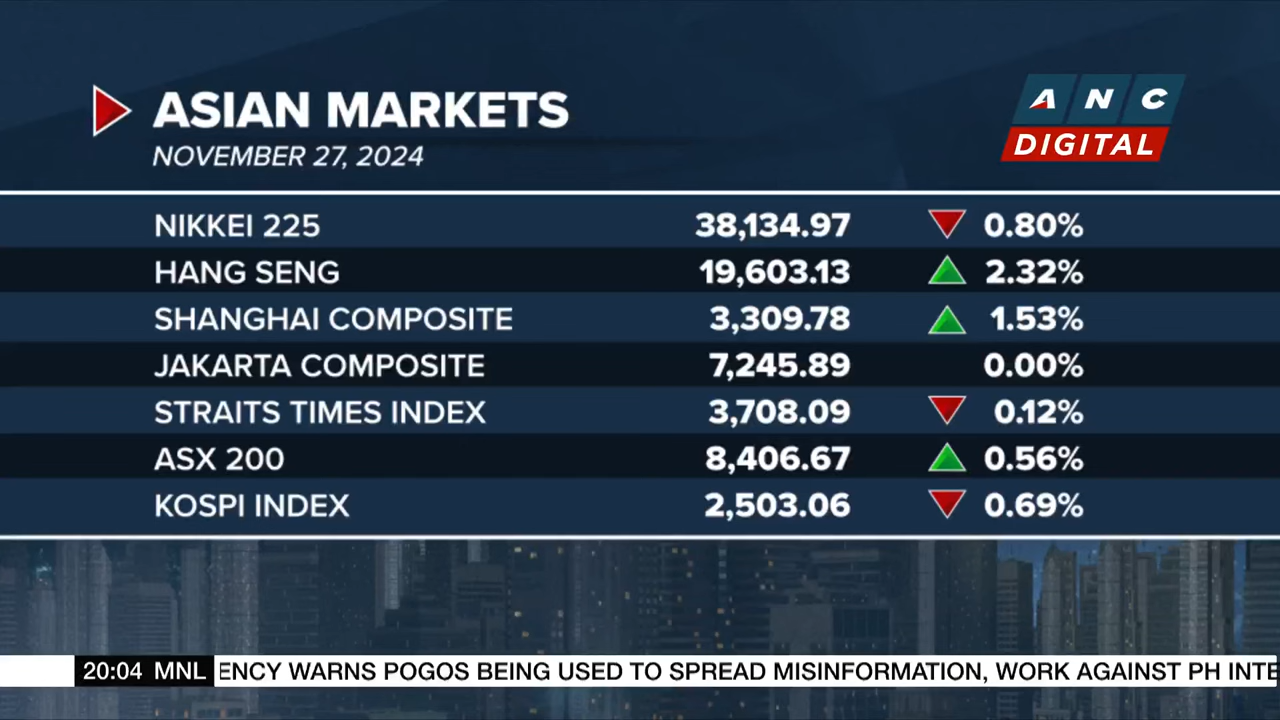 ASIAN MARKETS
NOVEMBER 27, 2024
ANC
DIGITAL
NIKKEI 225 38,134.97 0.80%
HANG SENG 19,603.13 2.32%
SHANGHAI COMPOSITE 3,309.78 1.53%
JAKARTA COMPOSITE 7,245.89 0.00%
STRAITS TIMES INDEX 3,708.09 0.12%
ASX 200 8,406.67 0.56%
KOSPI INDEX 2,503.06 0.69%
20:04 MNL ENCY WARNS POGOS BEING USED TO SPREAD MISINFORMATION, WORK AGAINST PH INTE